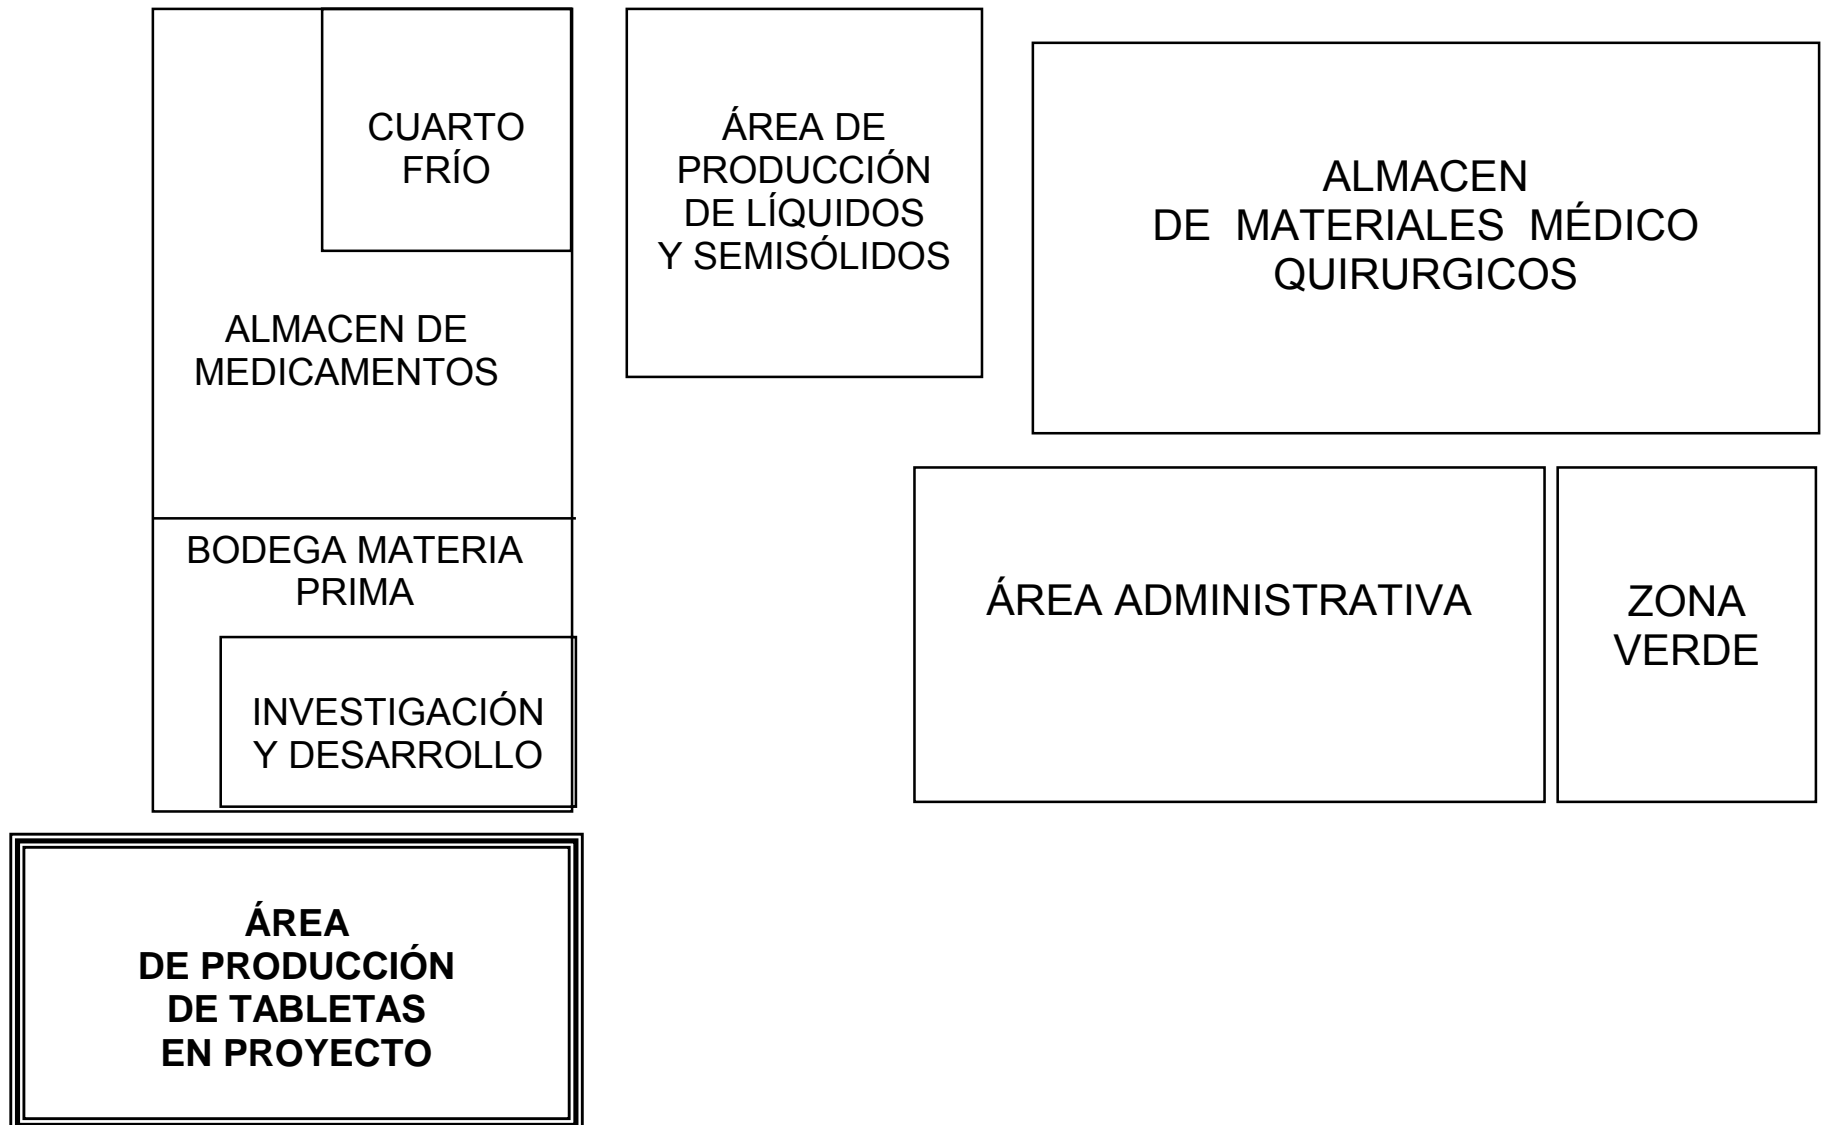 CUARTO
FRÍO
ÁREA DE
PRODUCCIÓN
DE LÍQUIDOS
Y SEMISÓLIDOS
ALMACEN
DE MATERIALES MÉDICO
QUIRURGICOS
ALMACEN DE
MEDICAMENTOS
BODEGA MATERIA
PRIMA
INVESTIGACIÓN
Y DESARROLLO
ÁREA ADMINISTRATIVA
ZONA
VERDE
ÁREA
DE PRODUCCIÓN
DE TABLETAS
EN PROYECTO